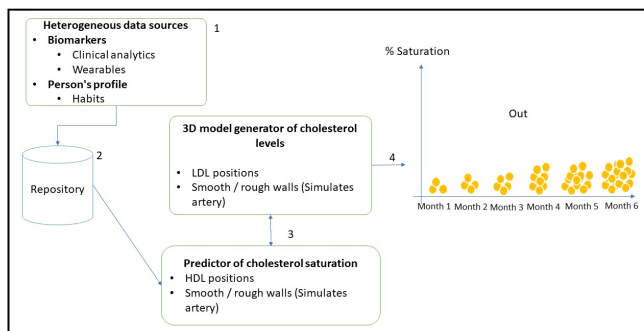 Heterogeneous data sources
• Biomarkers
• Clinical analytics
• Wearables
• Person's profile
• Habits
1
2
Repository
3D model generator of cholesterol
levels
• LDL positions
• Smooth / rough walls (Simulates
artery)
3
Predictor of cholesterol saturation
• HDL positions
• Smooth / rough walls (Simulates
artery)
4
% Saturation
Out
Month 1 Month 2 Month 3 Month 4 Month 5 Month 6